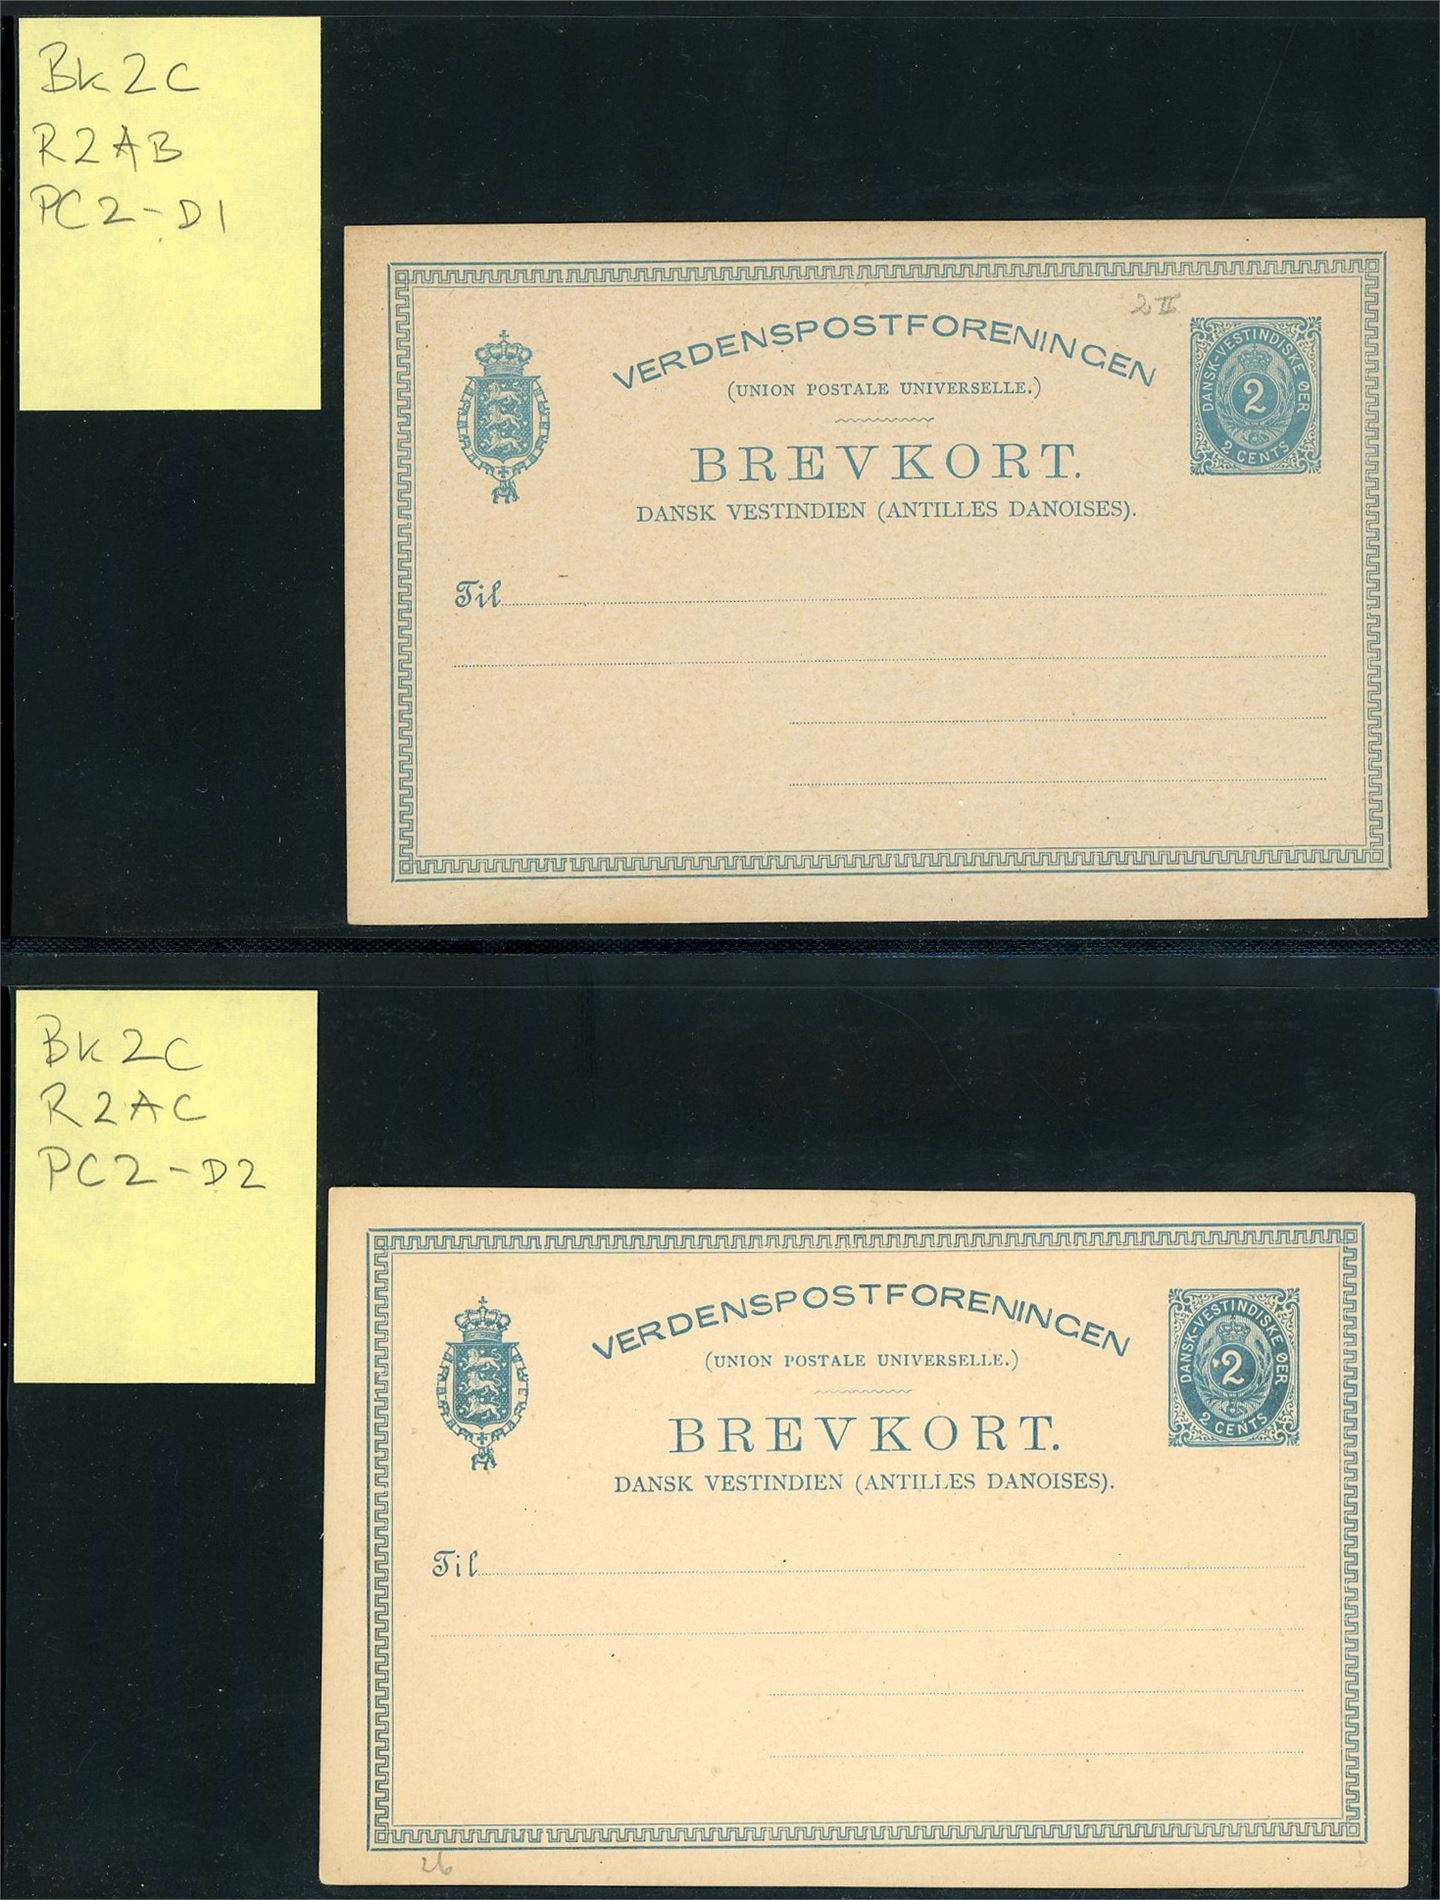 Bk 2C
R2AB
PC2-D1
2 II
VERDENSPOSTFORENINGEN
(UNION POSTALE UNIVERSELLE.)
BREVKORT.
DANSK VESTINDIEN (ANTILLES DANOISES).
DANSK-VESTINDISKE ØER
2
2 CENTS
Til
Bk 2C
R2AC
PC2-D2
VERDENSPOSTFORENINGEN
(UNION POSTALE UNIVERSELLE.)
BREVKORT.
DANSK VESTINDIEN (ANTILLES DANOISES).
DANSK-VESTINDISKE ØER
2
2 CENTS
Til
26